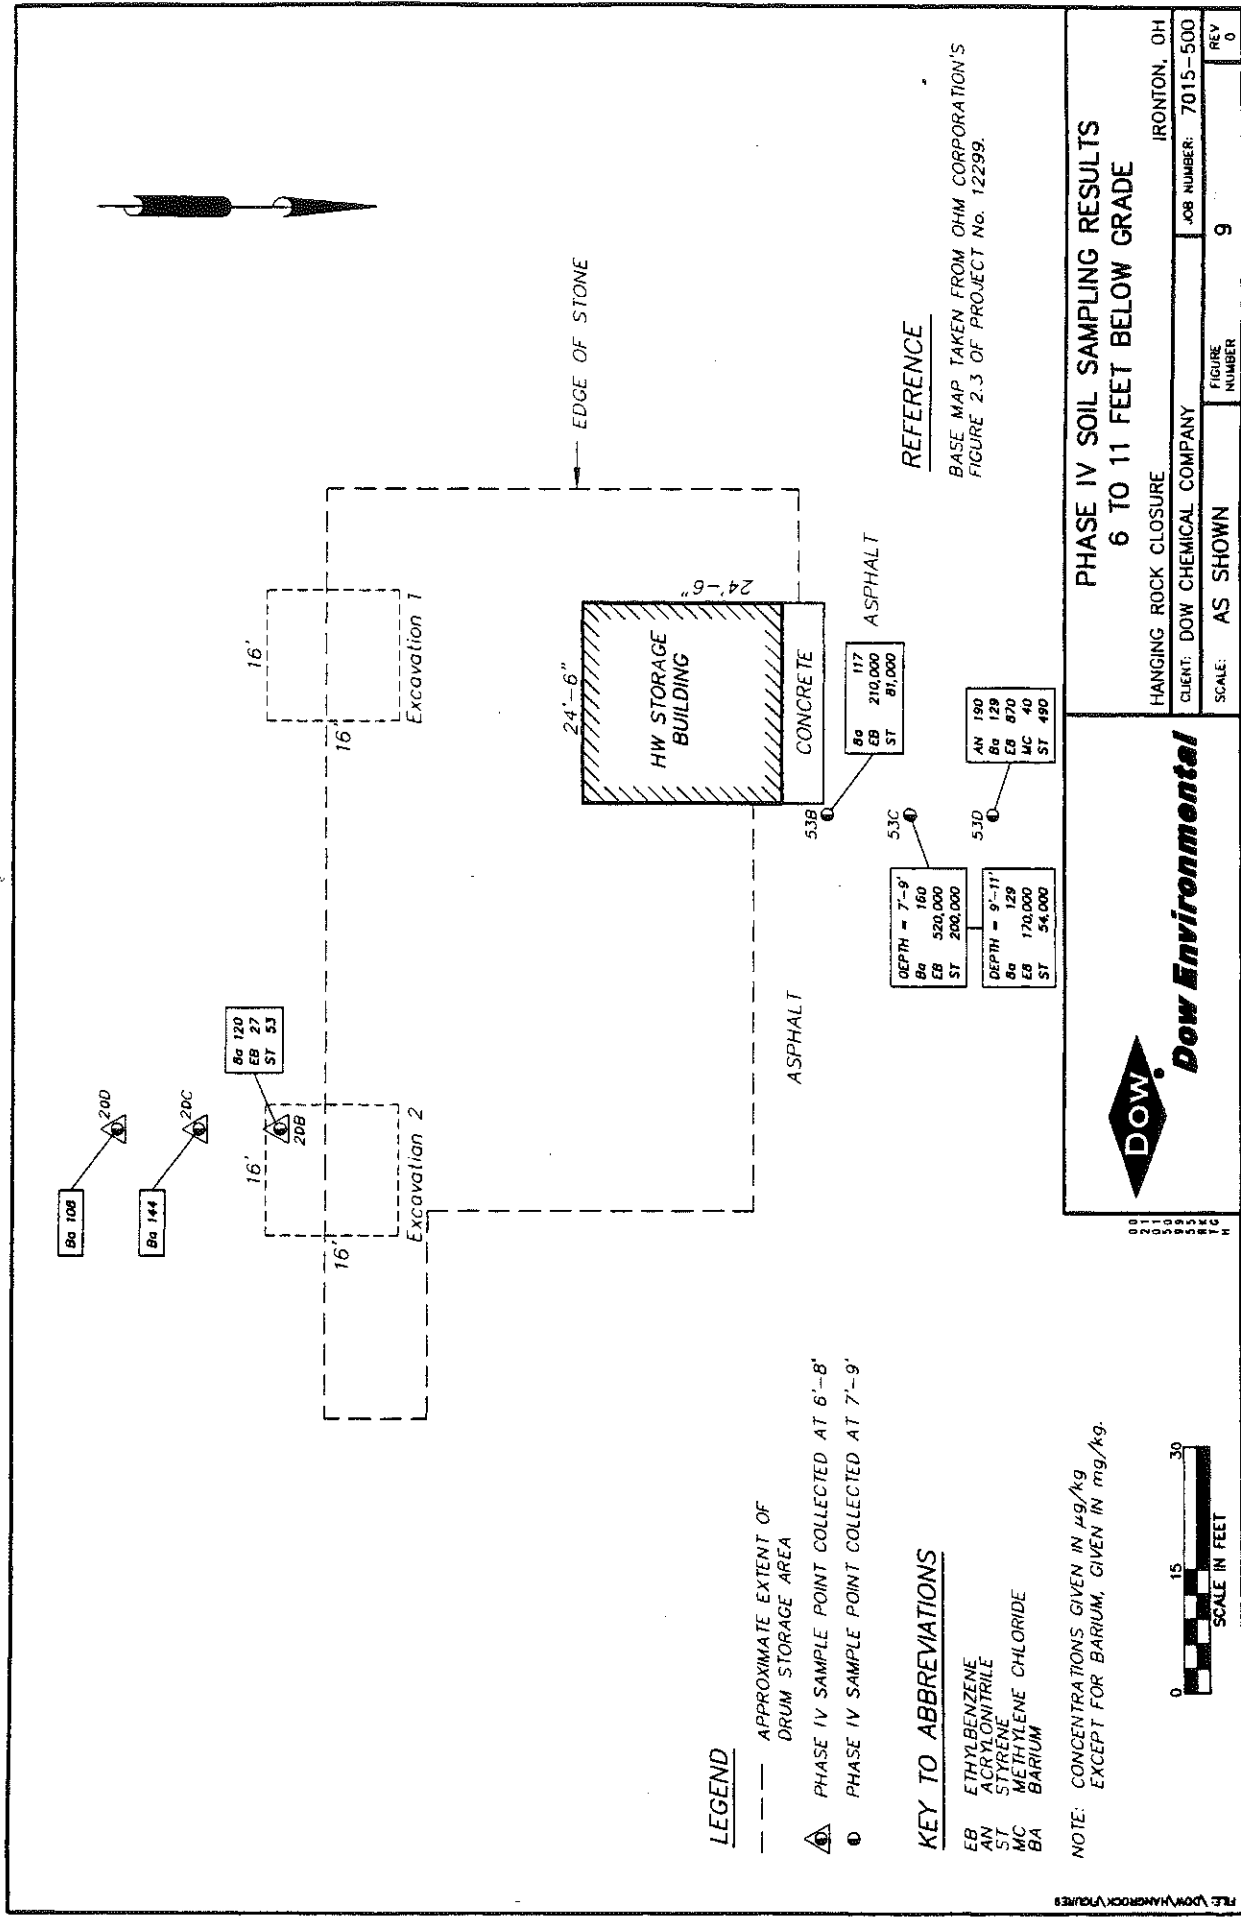 Ba 108
20D
Ba 144
20C
Ba 120
EB 27
ST 53
20B
16'
16'
Excavation 2
16'
16'
Excavation 1
EDGE OF STONE
24'-6"
24'-6"
HW STORAGE
BUILDING
CONCRETE
ASPHALT
ASPHALT
53B
Ba 117
EB 210,000
ST 81,000
53C
DEPTH = 7'-9'
Ba 160
EB 520,000
ST 200,000
DEPTH = 9'-11'
Ba 129
EB 170,000
ST 54,000
53D
AN 190
Ba 129
EB 870
MC 40
ST 490
REFERENCE
BASE MAP TAKEN FROM OHM CORPORATION'S
FIGURE 2.3 OF PROJECT No. 12299.
LEGEND
APPROXIMATE EXTENT OF
DRUM STORAGE AREA
PHASE IV SAMPLE POINT COLLECTED AT 6'-8'
PHASE IV SAMPLE POINT COLLECTED AT 7'-9'
KEY TO ABBREVIATIONS
EB ETHYLBENZENE
AN ACRYLONITRILE
ST STYRENE
MC METHYLENE CHLORIDE
BA BARIUM
NOTE: CONCENTRATIONS GIVEN IN µg/kg
EXCEPT FOR BARIUM, GIVEN IN mg/kg.
0 15 30
SCALE IN FEET
DOW
Dow Environmental
PHASE IV SOIL SAMPLING RESULTS
6 TO 11 FEET BELOW GRADE
HANGING ROCK CLOSURE IRONTON, OH
CLIENT: DOW CHEMICAL COMPANY
JOB NUMBER: 7015-500
SCALE: AS SHOWN
FIGURE
NUMBER
9
REV
0
FILE: \DOW\HANGROCK\FIGURE9